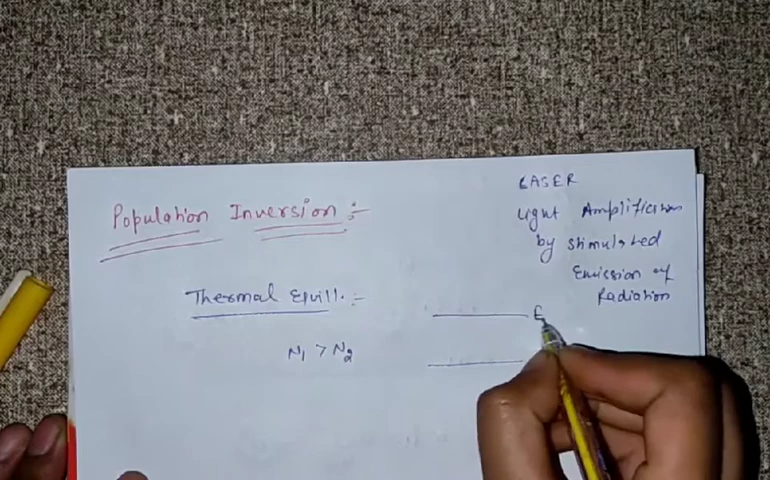 LASER
Population Inversion :-
Light Amplification
by stimulated
Emission of
Radiation
Thermal Equill. :-
E
N₁ > N₂